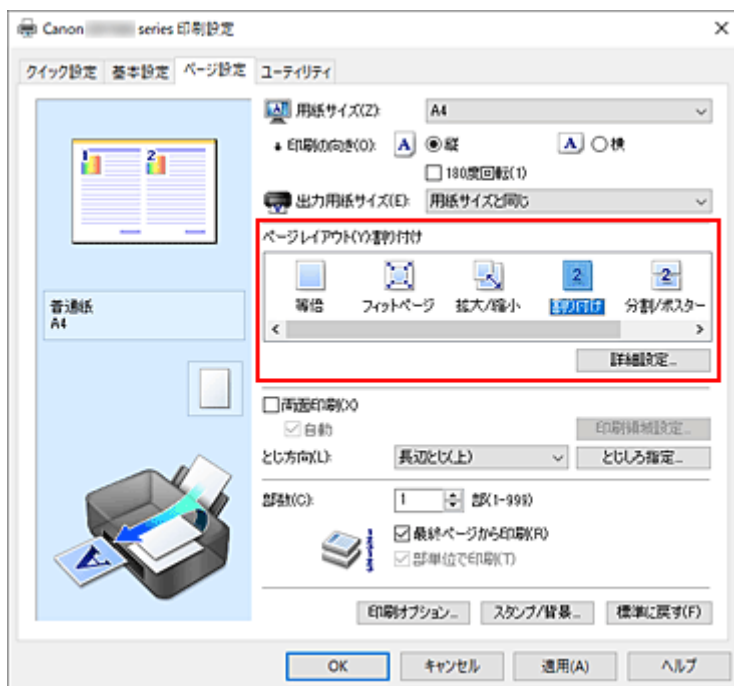 Canon series 印刷設定
クイック設定 基本設定 ページ設定 ユーティリティ
用紙サイズ(Z): A4
印刷の向き(O): A 縦 A 横
180度回転(1)
出力用紙サイズ(E): 用紙サイズと同じ
ページレイアウト(Y):割り付け
等倍 フィットページ 拡大/縮小 割り付け 分割/ポスター
詳細設定...
普通紙
A4
両面印刷(X)
自動
印刷領域設定...
とじ方向(L): 長辺とじ(上) とじしろ指定...
部数(C): 1 部(1-999)
最終ページから印刷(R)
部単位で印刷(T)
印刷オプション... スタンプ/背景... 標準に戻す(F)
OK キャンセル 適用(A) ヘルプ